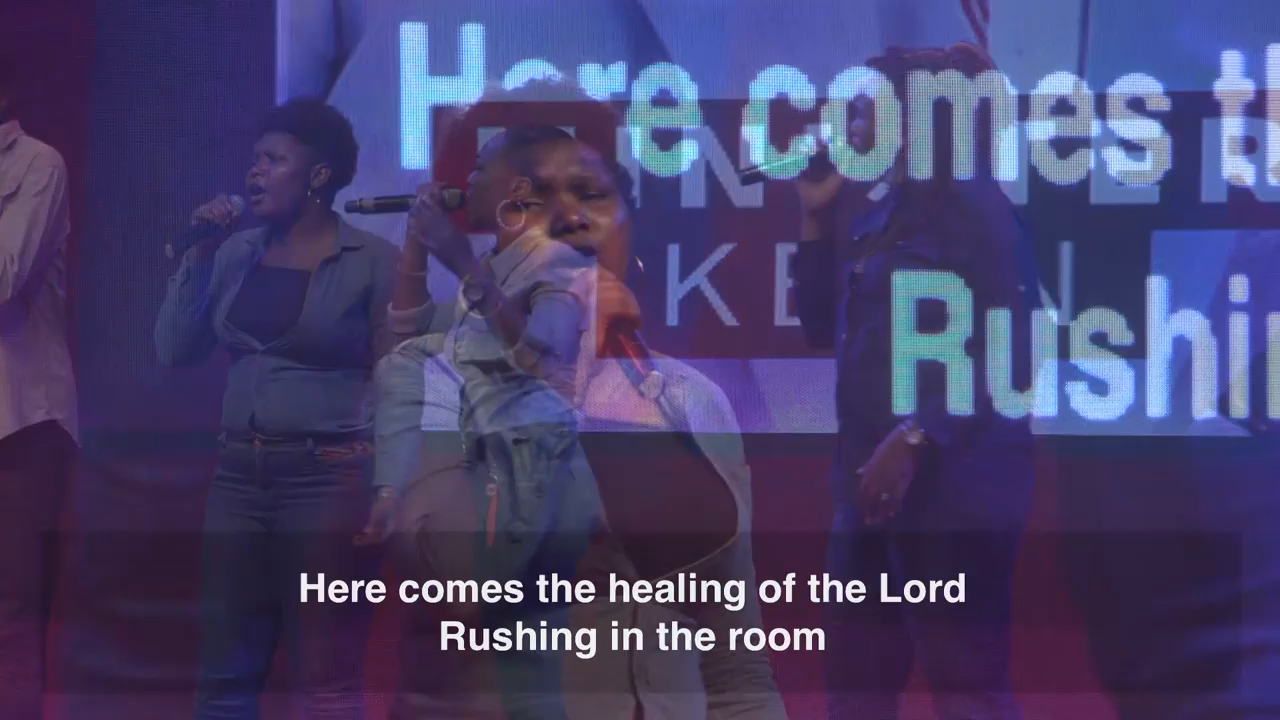 Here comes th
Rushin
Here comes the healing of the Lord
Rushing in the room